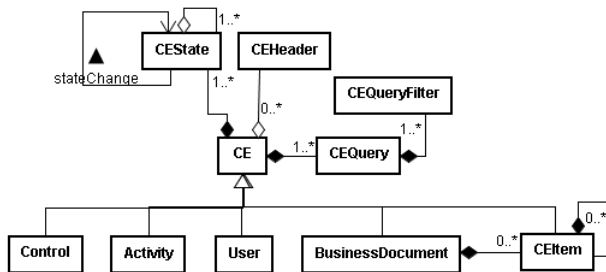 1..*
CEState
CEHeader
stateChange
1..*
CEQueryFilter
0..*
1..*
CE
1..*
CEQuery
0..*
Control
Activity
User
BusinessDocument
0..*
CEItem